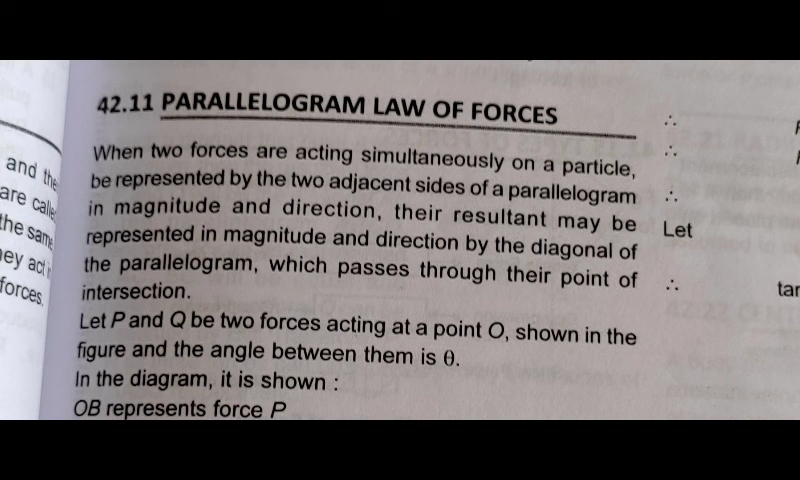 42.11 PARALLELOGRAM LAW OF FORCES
When two forces are acting simultaneously on a particle,
be represented by the two adjacent sides of a parallelogram
in magnitude and direction, their resultant may be
represented in magnitude and direction by the diagonal of
the parallelogram, which passes through their point of
intersection.
Let P and Q be two forces acting at a point O, shown in the
figure and the angle between them is θ.
In the diagram, it is shown :
OB represents force P
and the
are
the same
forces.
∴
∴
∴
Let
∴